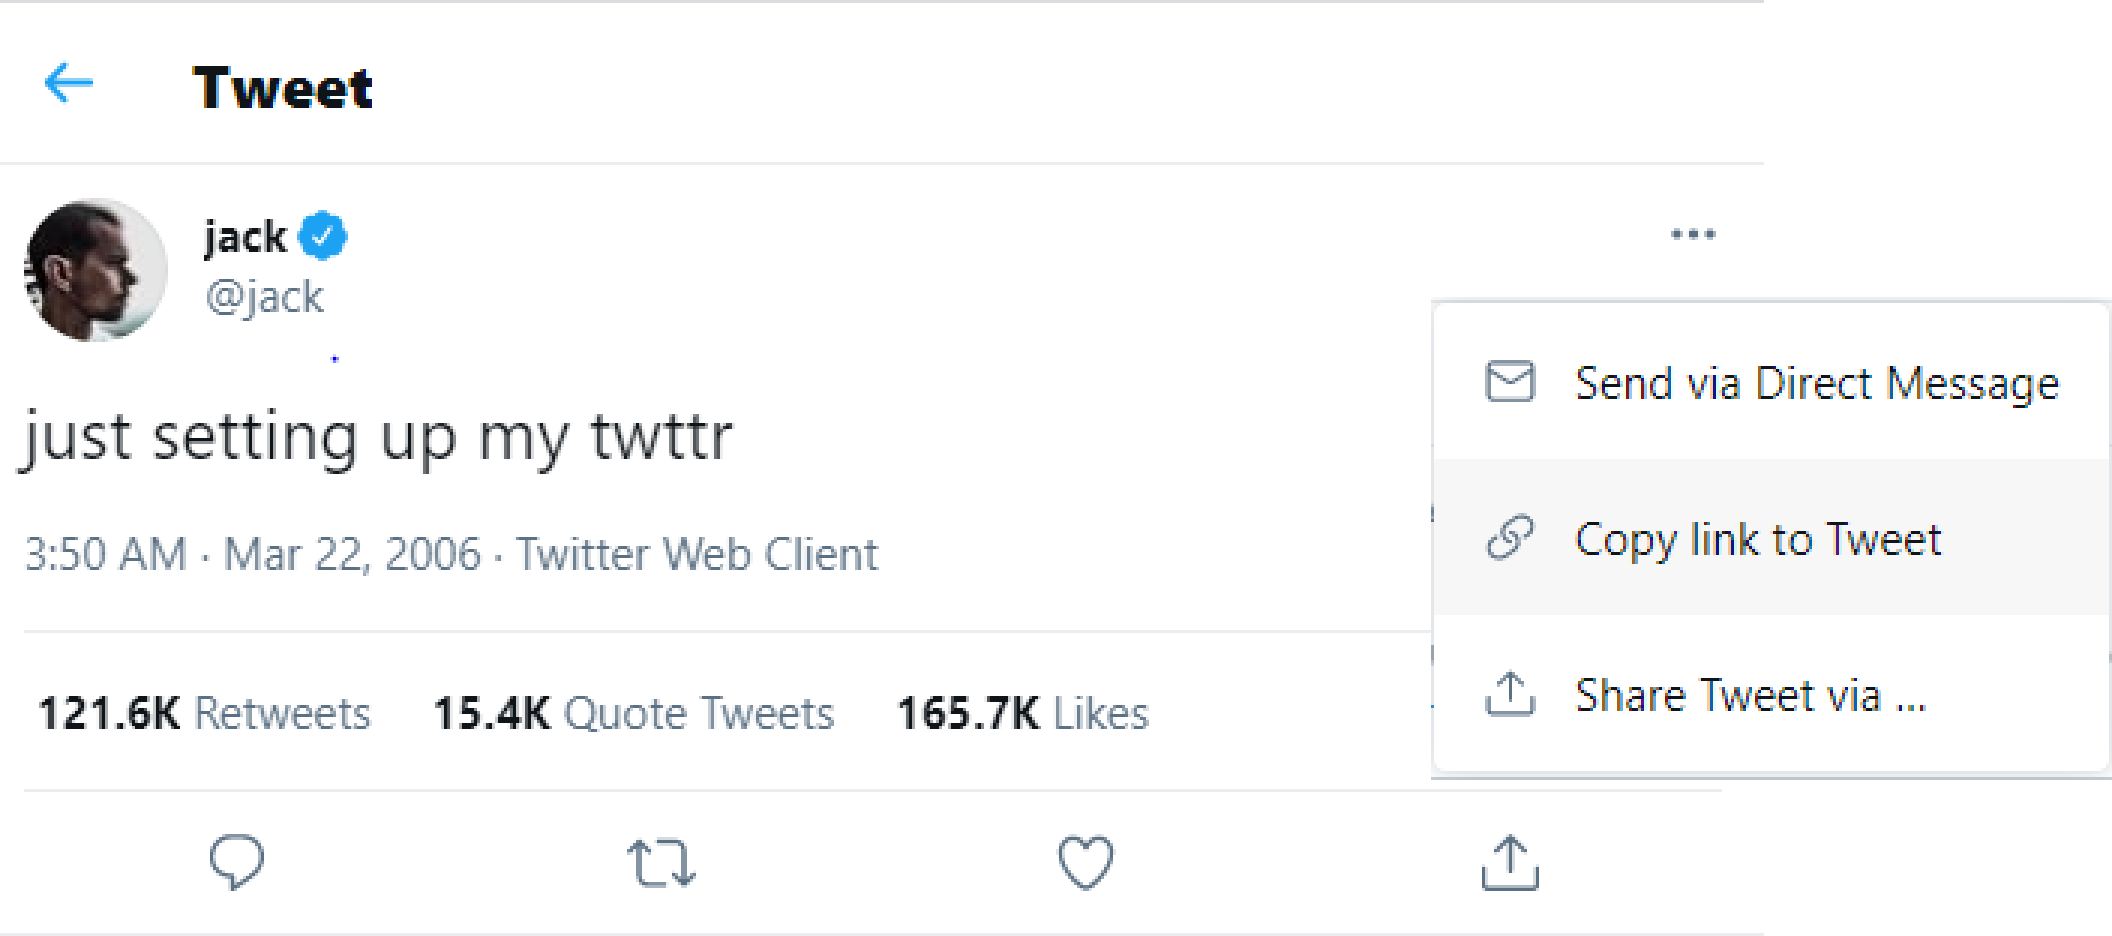 Tweet
jack
@jack
just setting up my twttr
3:50 AM · Mar 22, 2006 · Twitter Web Client
121.6K Retweets 15.4K Quote Tweets 165.7K Likes
Send via Direct Message
Copy link to Tweet
Share Tweet via ...